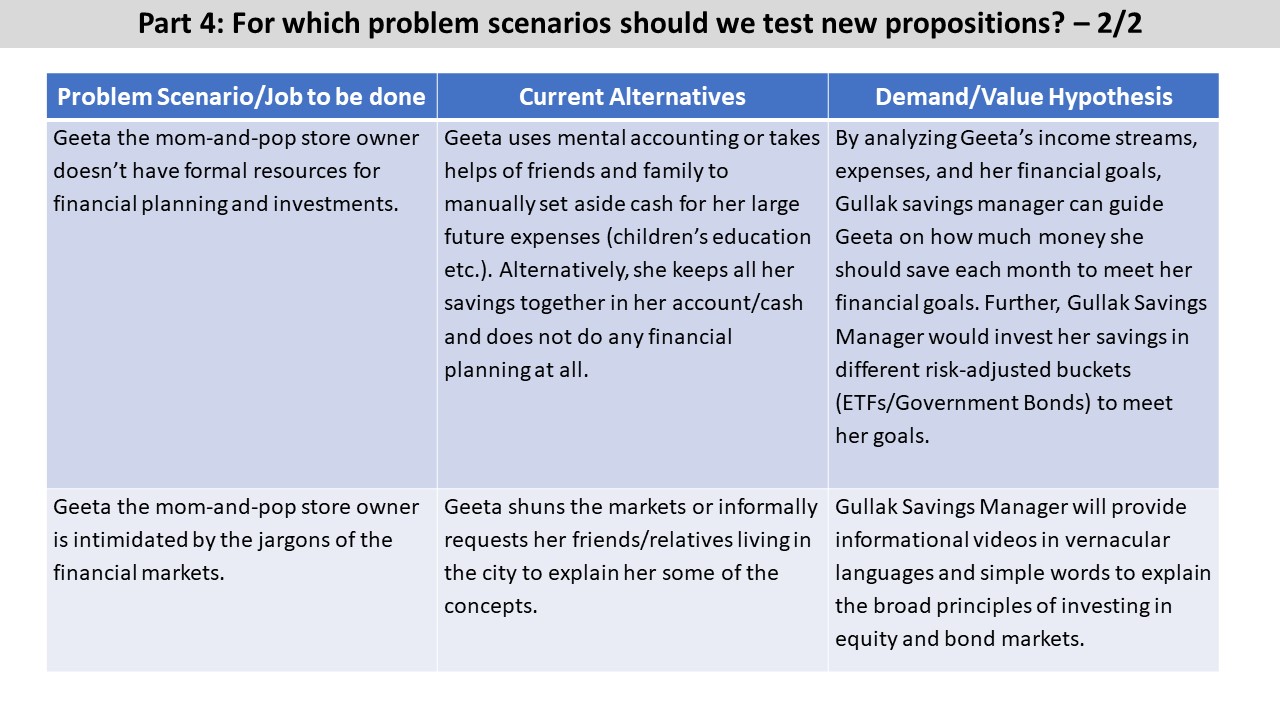 Part 4: For which problem scenarios should we test new propositions? – 2/2
Problem Scenario/Job to be done
Current Alternatives
Demand/Value Hypothesis
Geeta the mom-and-pop store owner
doesn’t have formal resources for
financial planning and investments.
Geeta uses mental accounting or takes
helps of friends and family to
manually set aside cash for her large
future expenses (children’s education
etc.). Alternatively, she keeps all her
savings together in her account/cash
and does not do any financial
planning at all.
By analyzing Geeta’s income streams,
expenses, and her financial goals,
Gullak savings manager can guide
Geeta on how much money she
should save each month to meet her
financial goals. Further, Gullak Savings
Manager would invest her savings in
different risk-adjusted buckets
(ETFs/Government Bonds) to meet
her goals.
Geeta the mom-and-pop store owner
is intimidated by the jargons of the
financial markets.
Geeta shuns the markets or informally
requests her friends/relatives living in
the city to explain her some of the
concepts.
Gullak Savings Manager will provide
informational videos in vernacular
languages and simple words to explain
the broad principles of investing in
equity and bond markets.